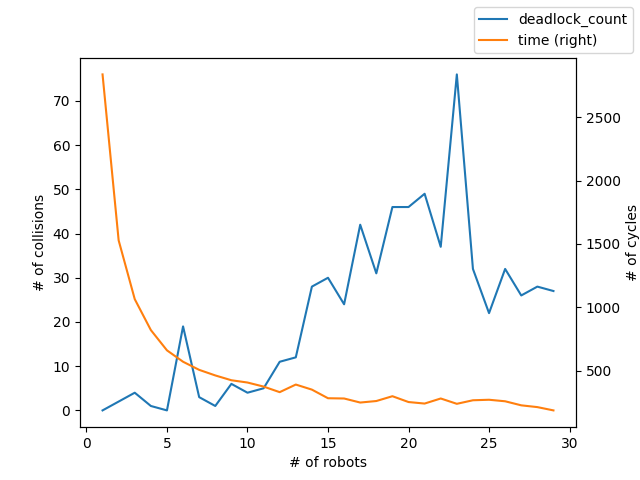 deadlock_count
time (right)
70
60
50
40
30
20
10
0
# of collisions
2500
2000
1500
1000
500
# of cycles
0 5 10 15 20 25 30
# of robots